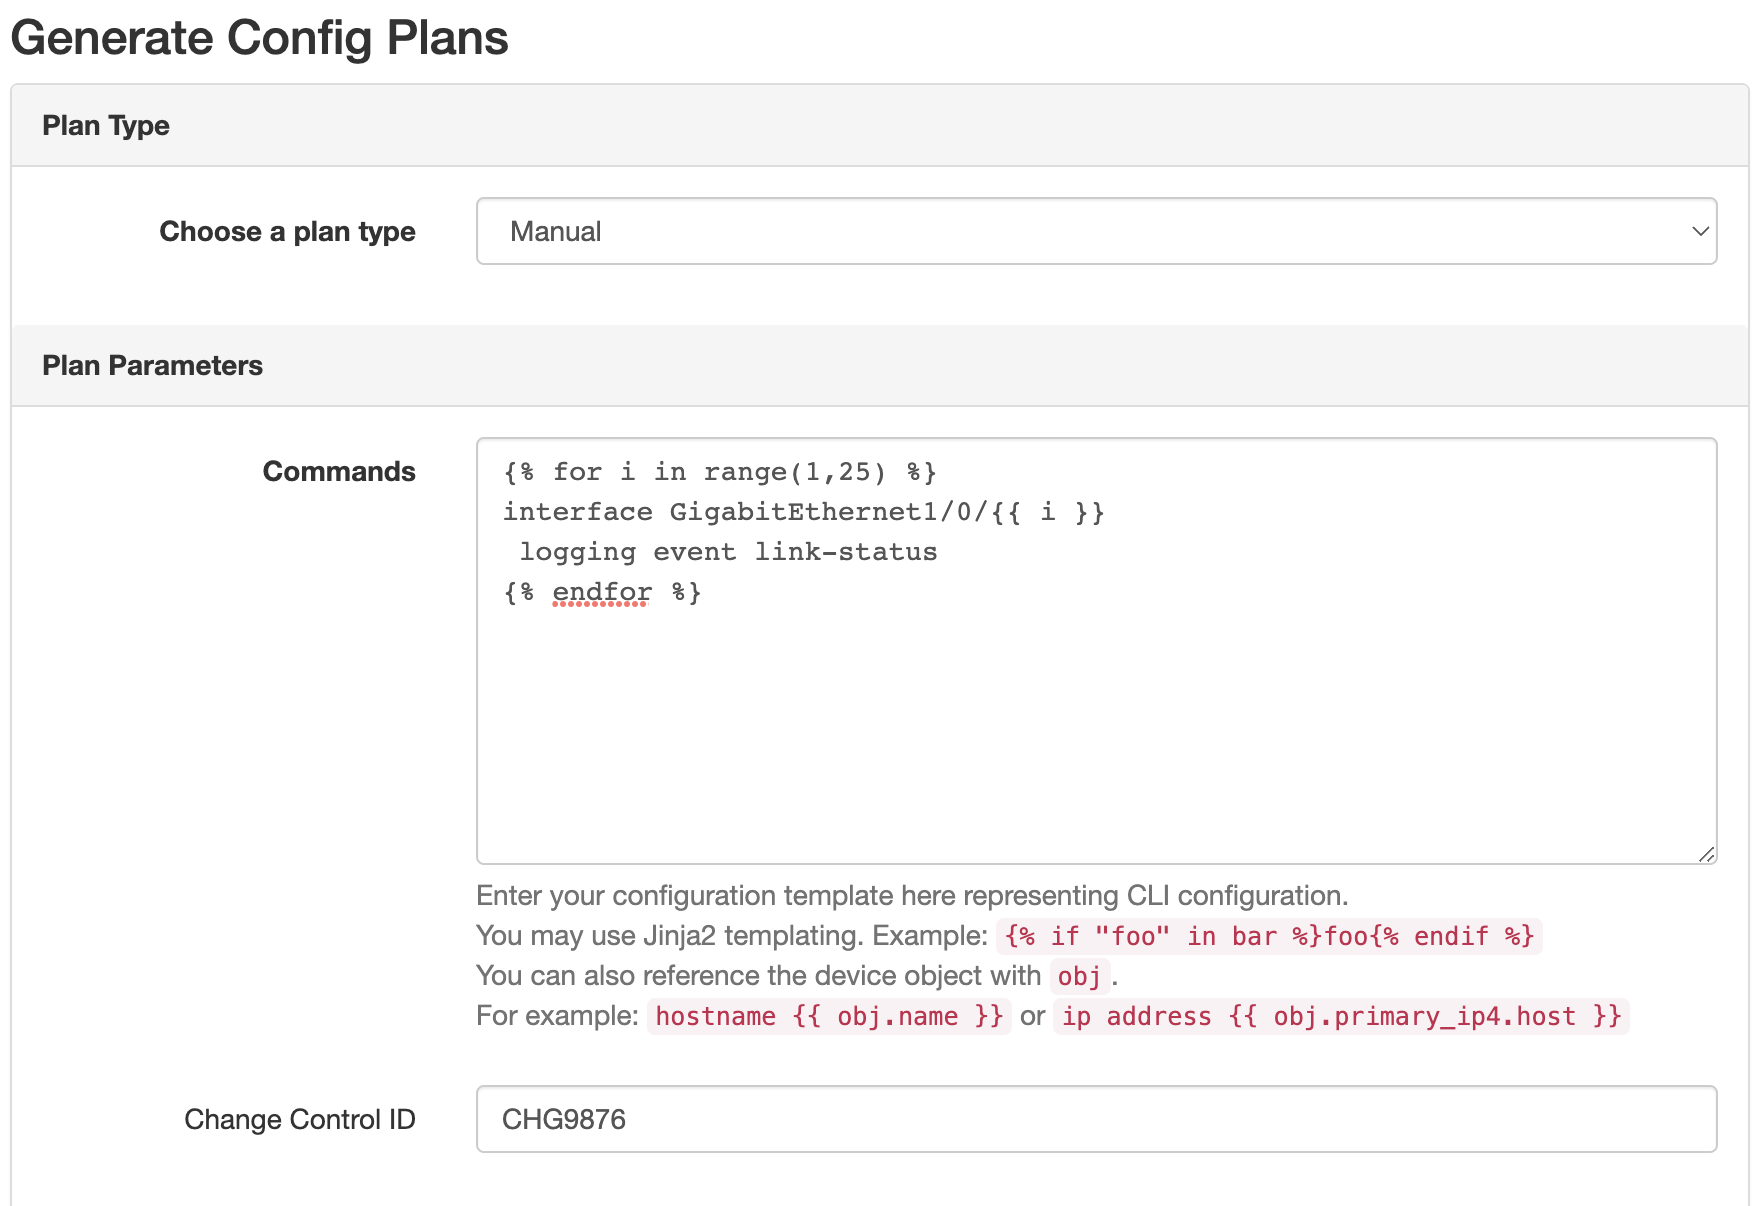 Generate Config Plans
Plan Type
Choose a plan type Manual
Plan Parameters
Commands {% for i in range(1,25) %}
interface GigabitEthernet1/0/{{ i }}
 logging event link-status
{% endfor %}
Enter your configuration template here representing CLI configuration.
You may use Jinja2 templating. Example: {% if "foo" in bar %}foo{% endif %}
You can also reference the device object with obj.
For example: hostname {{ obj.name }} or ip address {{ obj.primary_ip4.host }}
Change Control ID CHG9876